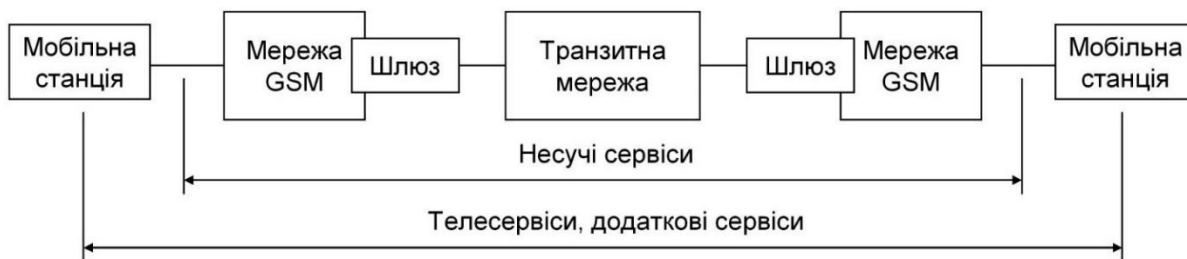 Мобільна
станція
Мережа
GSM
Шлюз
Транзитна
мережа
Шлюз
Мережа
GSM
Мобільна
станція
Несучі сервіси
Телесервіси, додаткові сервіси